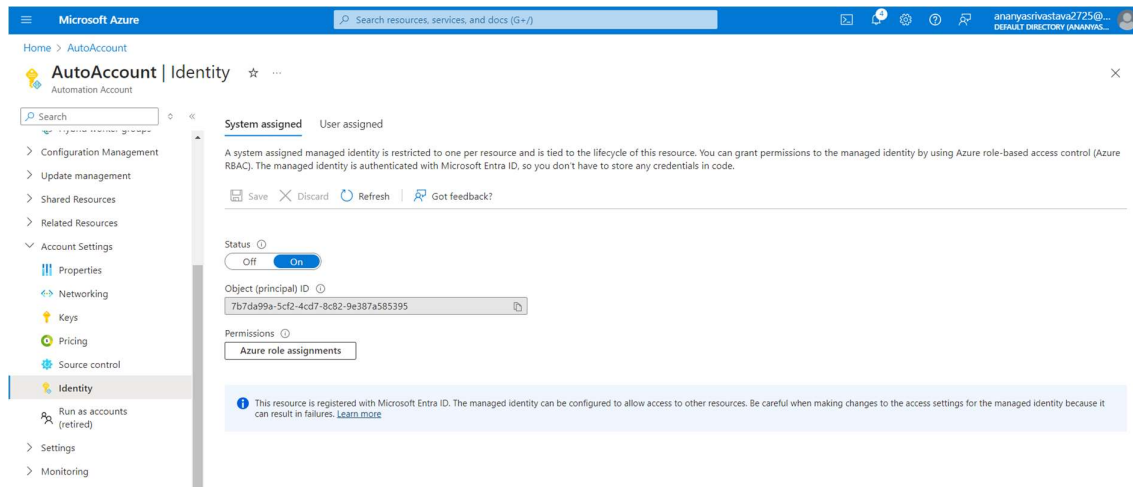 Microsoft Azure
Search resources, services, and docs (G+/)
4
ananyasrivastava2725@...
DEFAULT DIRECTORY (ANANYAS...
Home > AutoAccount
AutoAccount | Identity
Automation Account
Search
Hybrid worker groups
Configuration Management
Update management
Shared Resources
Related Resources
Account Settings
Properties
Networking
Keys
Pricing
Source control
Identity
Run as accounts
(retired)
Settings
Monitoring
System assigned User assigned
A system assigned managed identity is restricted to one per resource and is tied to the lifecycle of this resource. You can grant permissions to the managed identity by using Azure role-based access control (Azure
RBAC). The managed identity is authenticated with Microsoft Entra ID, so you don't have to store any credentials in code.
Save Discard Refresh Got feedback?
Status
Off On
Object (principal) ID
7b7da99a-5cf2-4cd7-8c82-9e387a585395
Permissions
Azure role assignments
This resource is registered with Microsoft Entra ID. The managed identity can be configured to allow access to other resources. Be careful when making changes to the access settings for the managed identity because it
can result in failures. Learn more